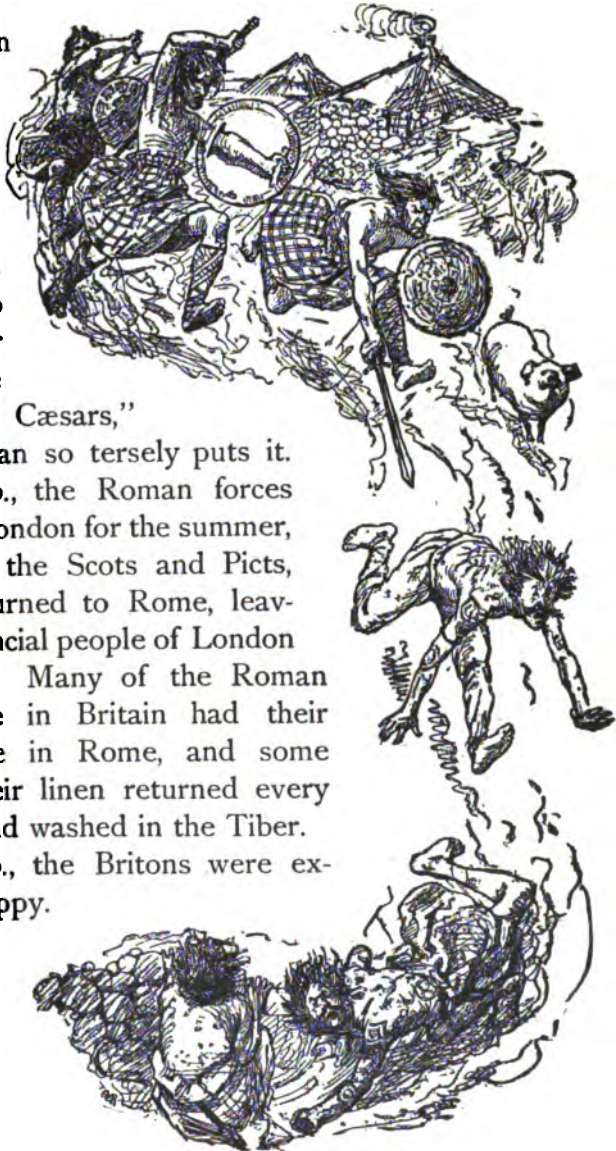 n
Cæsars,"
an so tersely puts it.
o., the Roman forces
ondon for the summer,
the Scots and Picts,
urned to Rome, leav-
ncial people of London
Many of the Roman
e in Britain had their
e in Rome, and some
eir linen returned every
d washed in the Tiber.
o., the Britons were ex-
ppy.